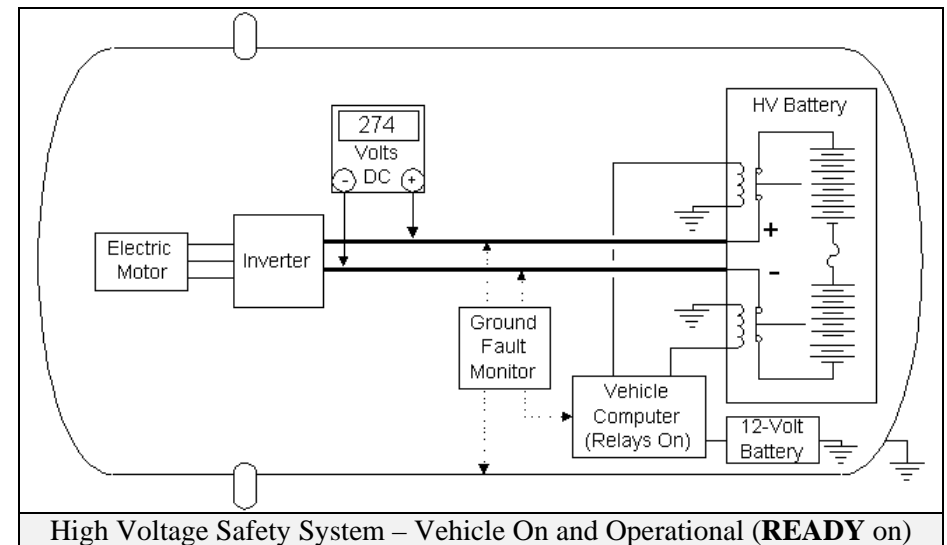 HV Battery
274
Volts
- DC +
+
-
Electric
Motor
Inverter
Ground
Fault
Monitor
Vehicle
Computer
(Relays On)
12-Volt
Battery
High Voltage Safety System – Vehicle On and Operational (READY on)